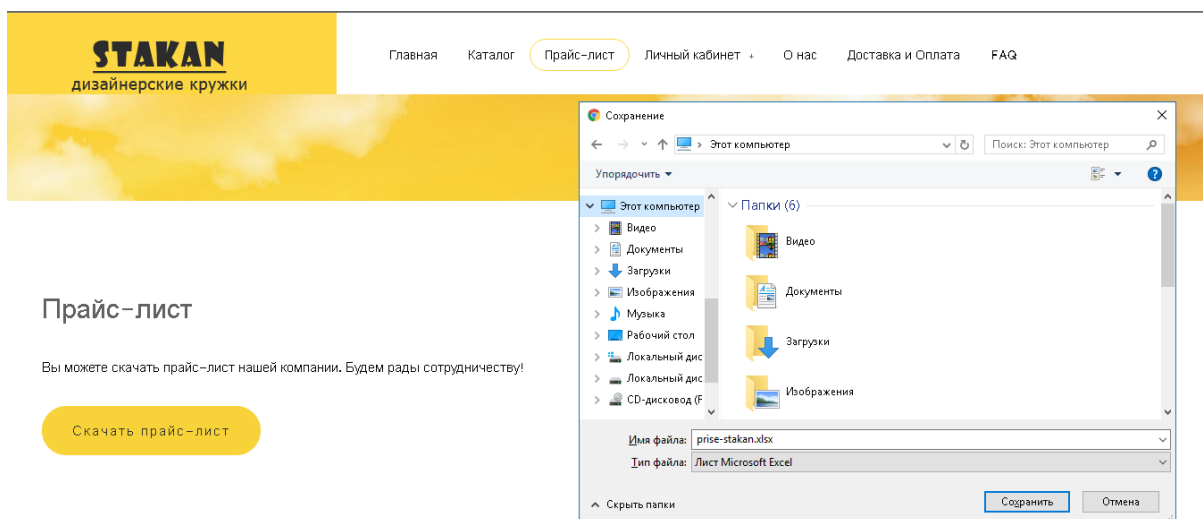 STAKAN
дизайнерские кружки
Главная Каталог Прайс-лист Личный кабинет + О нас Доставка и Оплата FAQ
Прайс-лист
Вы можете скачать прайс-лист нашей компании. Будем рады сотрудничеству!
Скачать прайс-лист
Сохранение
Этот компьютер
Поиск: Этот компьютер
Упорядочить
Этот компьютер
Видео
Документы
Загрузки
Изображения
Музыка
Рабочий стол
Локальный дис
Локальный дис
CD-дисковод (F
Папки (6)
Видео
Документы
Загрузки
Изображения
Имя файла: prise-stakan.xlsx
Тип файла: Лист Microsoft Excel
Скрыть папки
Сохранить Отмена